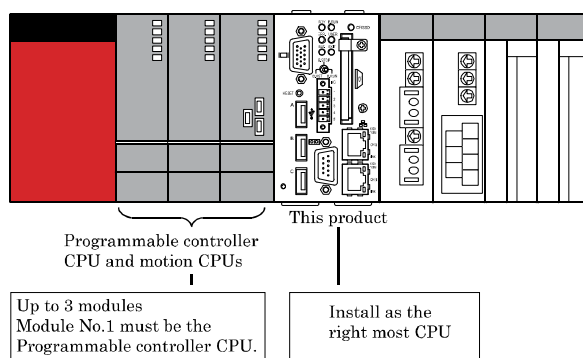 RESET
A
B
C
This product
Programmable controller
CPU and motion CPUs
Up to 3 modules
Module No.1 must be the
Programmable controller CPU.
Install as the
right most CPU